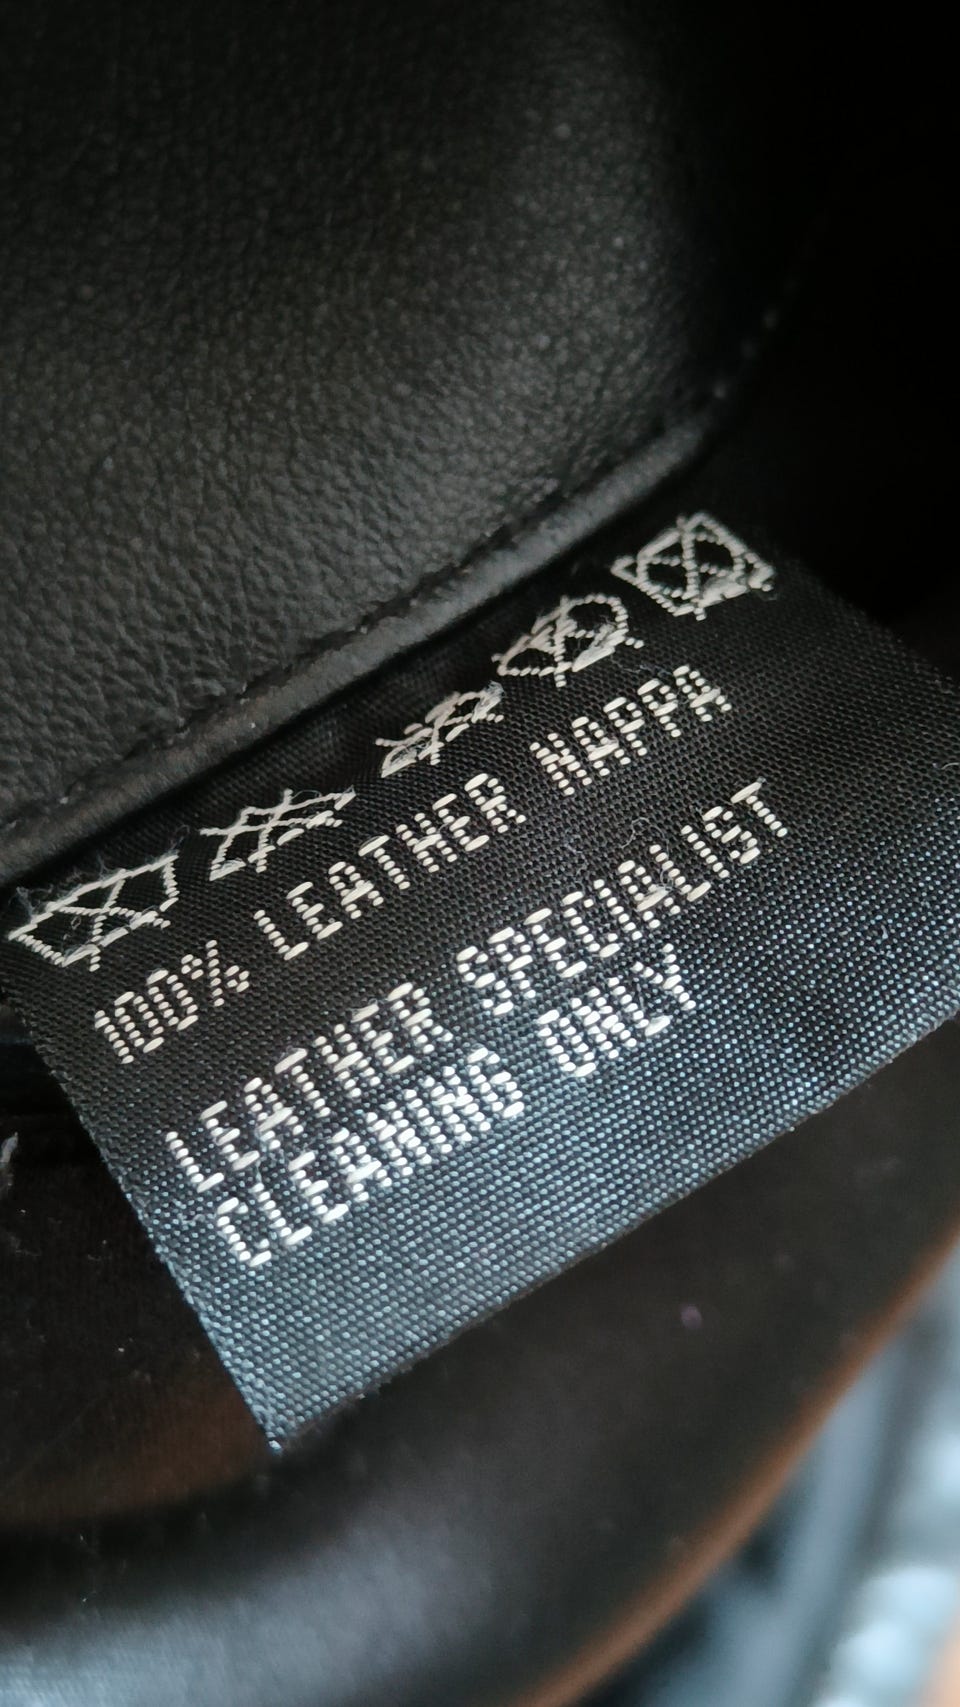 100% LEATHER NAPPA
LEATHER SPECIALIST
CLEANING ONLY